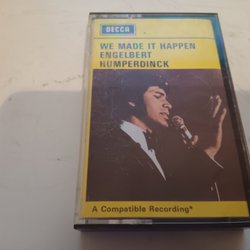 DECCA
WE MADE IT HAPPEN
ENGELBERT
HUMPERDINCK
A Compatible Recording*